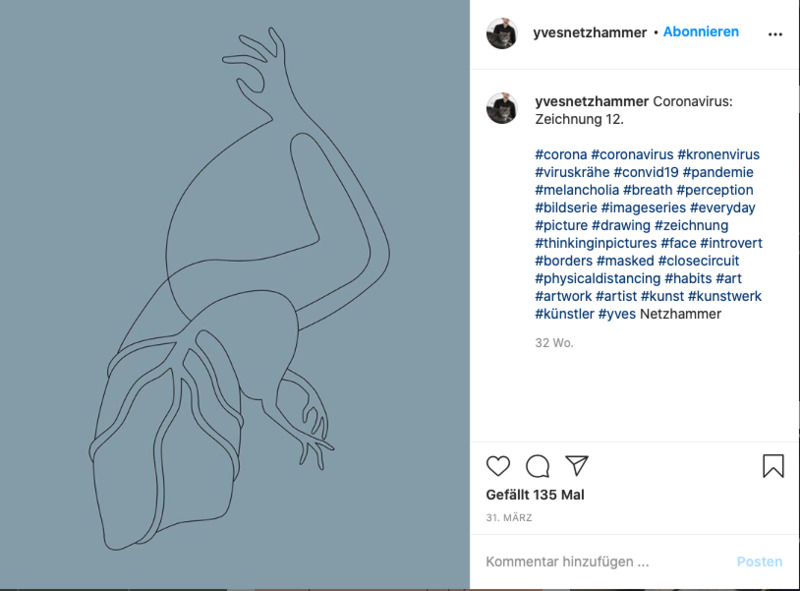 yvesnetzhammer • Abonnieren
yvesnetzhammer Coronavirus:
Zeichnung 12.
#corona #coronavirus #kronenvirus
#viruskrähe #convid19 #pandemie
#melancholia #breath #perception
#bildserie #imageseries #everyday
#picture #drawing #zeichnung
#thinkinginpictures #face #introvert
#borders #masked #closecircuit
#physicaldistancing #habits #art
#artwork #artist #kunst #kunstwerk
#künstler #yves Netzhammer
32 Wo.
Gefällt 135 Mal
31. MÄRZ
Kommentar hinzufügen ...
Posten